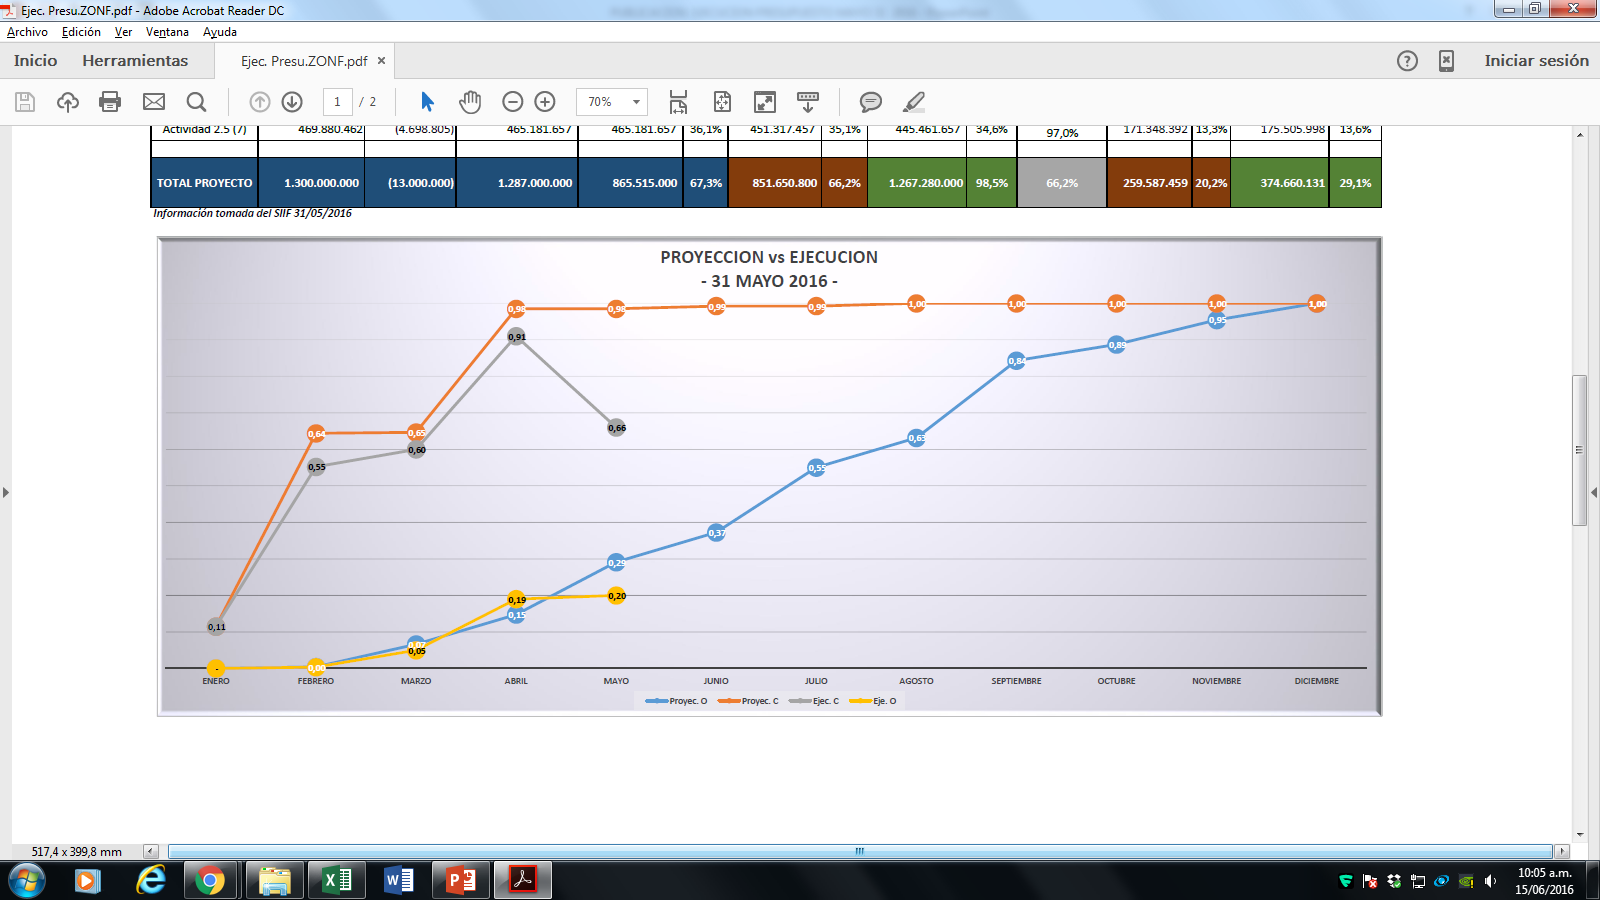 Ejec. Presu.ZONF.pdf - Adobe Acrobat Reader DC
Archivo Edición Ver Ventana Ayuda
Inicio Herramientas Ejec. Presu.ZONF.pdf × Iniciar sesión
1 / 2 70%
Actividad 2.5 (7) 469.880.462 (4.698.805) 465.181.657 465.181.657 36,1% 451.317.457 35,1% 445.461.657 34,6% 97,0% 171.348.392 13,3% 175.505.998 13,6%
TOTAL PROYECTO 1.300.000.000 (13.000.000) 1.287.000.000 865.515.000 67,3% 851.650.800 66,2% 1.267.280.000 98,5% 66,2% 259.587.459 20,2% 374.660.131 29,1%
Información tomada del SIIF 31/05/2016
PROYECCION vs EJECUCION
- 31 MAYO 2016 -
0,98 0,98 0,99 0,99 1,00 1,00 1,00 1,00 1,00
0,91 0,95
0,84 0,89
0,64 0,65 0,66 0,63
0,55 0,60 0,55
0,37
0,29
0,11 0,19 0,15 0,20
0,07
0,05
- 0,00
ENERO FEBRERO MARZO ABRIL MAYO JUNIO JULIO AGOSTO SEPTIEMBRE OCTUBRE NOVIEMBRE DICIEMBRE
Proyec. O Proyec. C Ejec. C Eje. O
517,4 x 399,8 mm
10:05 a.m.
15/06/2016